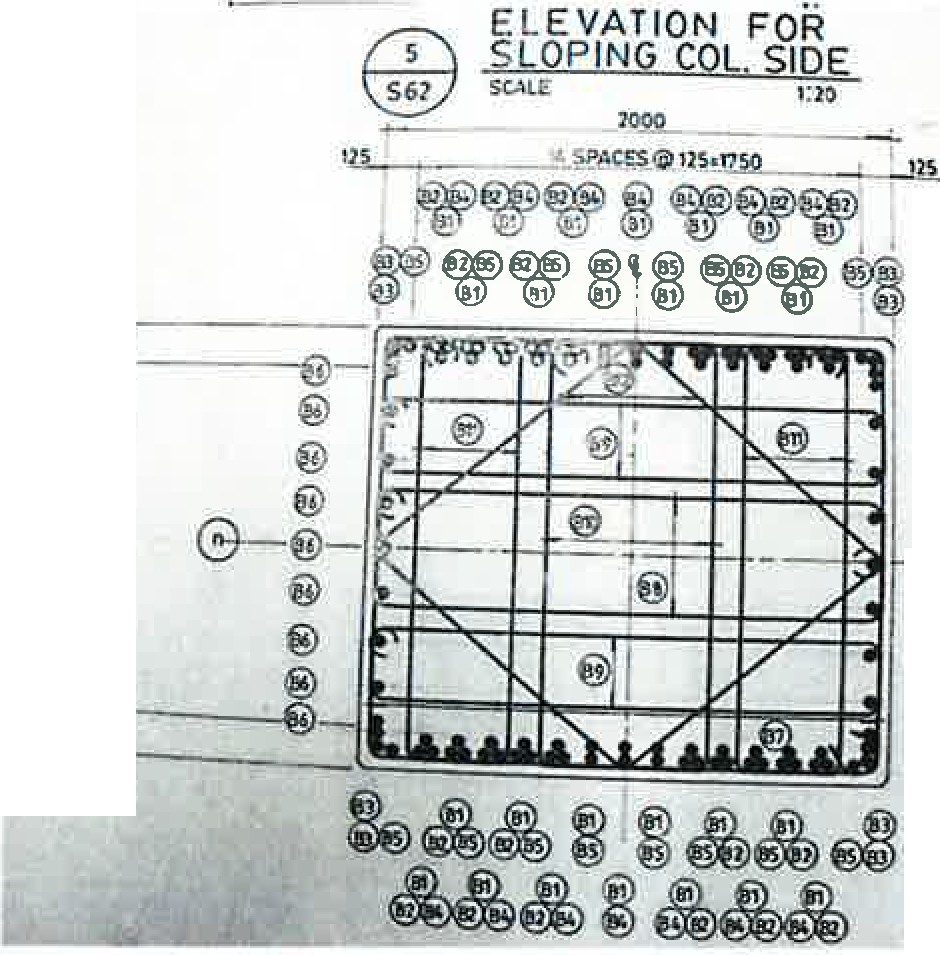 5
S62
ELEVATION FOR
SLOPING COL. SIDE
SCALE 1:20
2000
125 14 SPACES @ 125=1750 125
B2 B4 B2 B4 B2 B4 B4 B4 B2 B4 B2 B4 B2
B1 B1 B1 B1 B1 B1 B1
B3 B5 B2 B5 B2 B5 B5 ℄ B5 B5 B2 B5 B2 B5 B3
B3 B1 B1 B1 B1 B1 B1 B3
B6
B6
B11 B9 B11
B6
B6
B10
n B6
B6 B8
B6
B9
B6
B6 B7
B3 B1 B1 B1 B1 B1 B1 B3
B3 B5 B2 B5 B2 B5 B5 B5 B5 B2 B5 B2 B5 B3
B1 B1 B1 B1 B1 B1 B1
B2 B4 B2 B4 B2 B4 B4 B4 B2 B4 B2 B4 B2